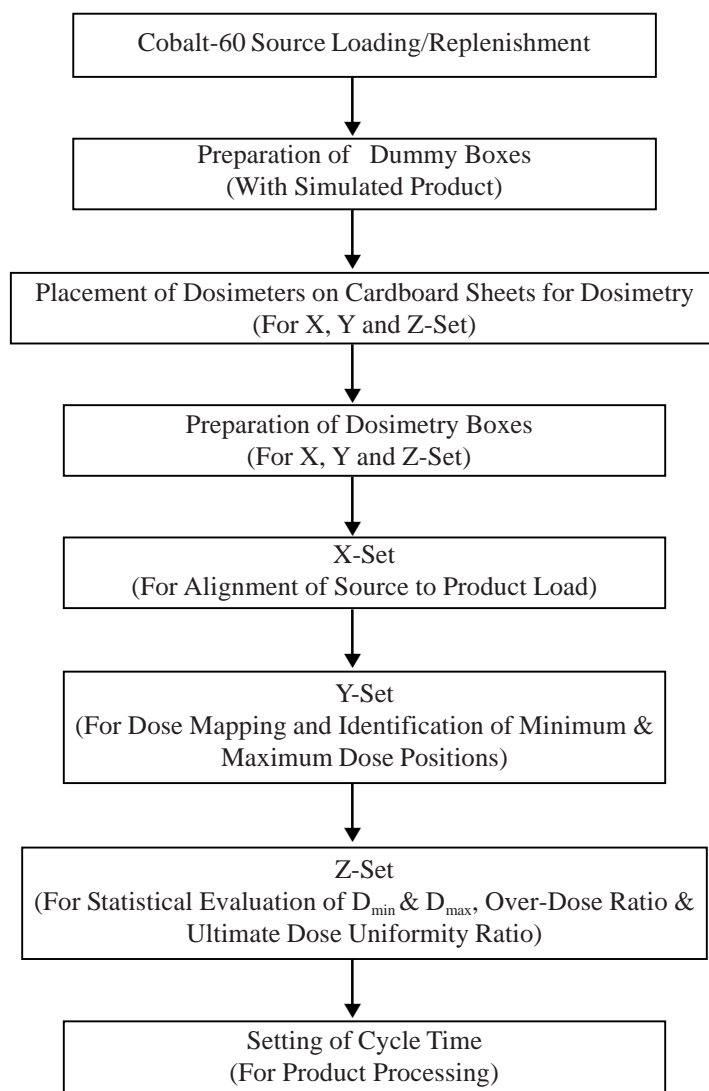 Cobalt-60 Source Loading/Replenishment
Preparation of Dummy Boxes
(With Simulated Product)
Placement of Dosimeters on Cardboard Sheets for Dosimetry
(For X, Y and Z-Set)
Preparation of Dosimetry Boxes
(For X, Y and Z-Set)
X-Set
(For Alignment of Source to Product Load)
Y-Set
(For Dose Mapping and Identification of Minimum &
Maximum Dose Positions)
Z-Set
(For Statistical Evaluation of Dmin & Dmax, Over-Dose Ratio &
Ultimate Dose Uniformity Ratio)
Setting of Cycle Time
(For Product Processing)